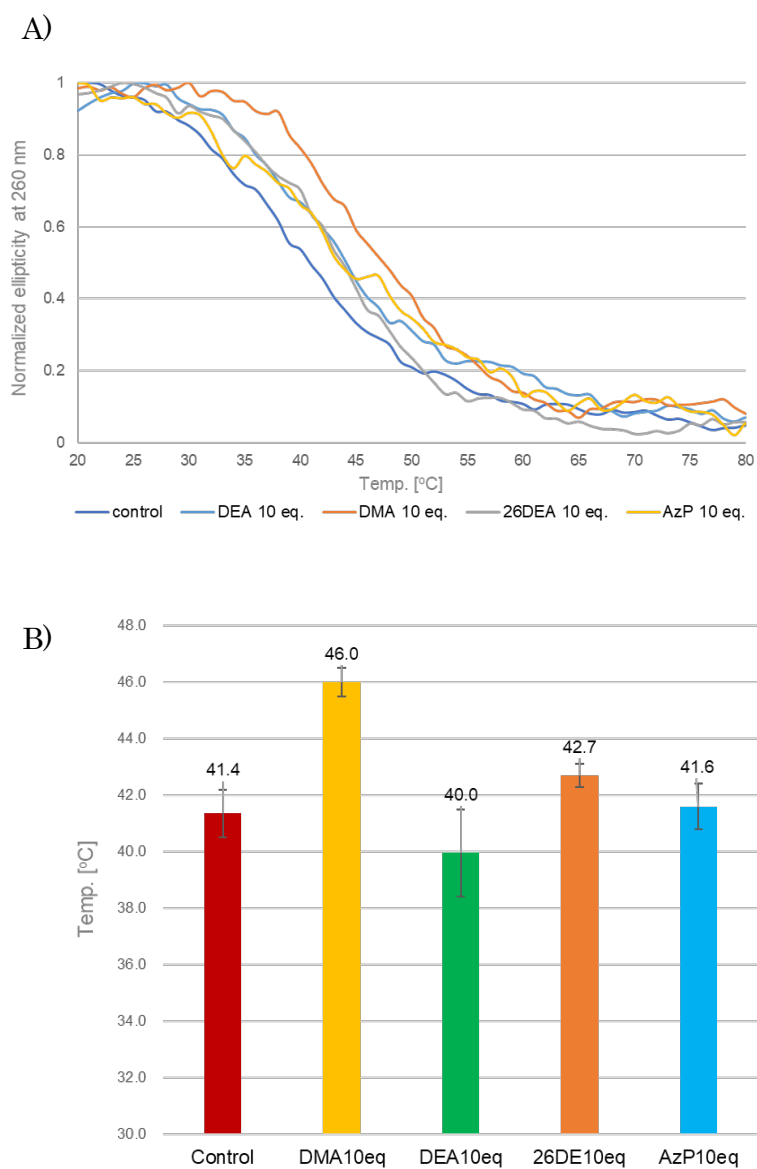 A)
Normalized ellipticity at 260 nm
1
0.8
0.6
0.4
0.2
0
20 25 30 35 40 45 50 55 60 65 70 75 80
Temp. [°C]
control DEA 10 eq. DMA 10 eq. 26DEA 10 eq. AzP 10 eq.
B)
Temp. [°C]
48.0
46.0
44.0
42.0
40.0
38.0
36.0
34.0
32.0
30.0
41.4
46.0
40.0
42.7
41.6
Control DMA10eq DEA10eq 26DE10eq AzP10eq